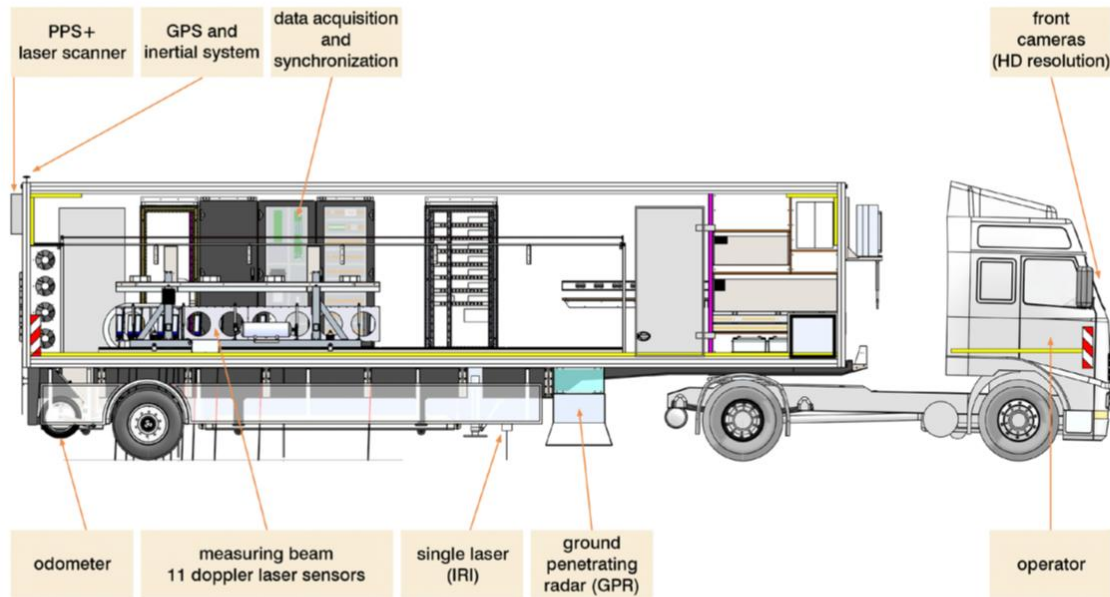 PPS+
laser scanner
GPS and
inertial system
data acquisition
and
synchronization
front
cameras
(HD resolution)
odometer
measuring beam
11 doppler laser sensors
single laser
(IRI)
ground
penetrating
radar (GPR)
operator